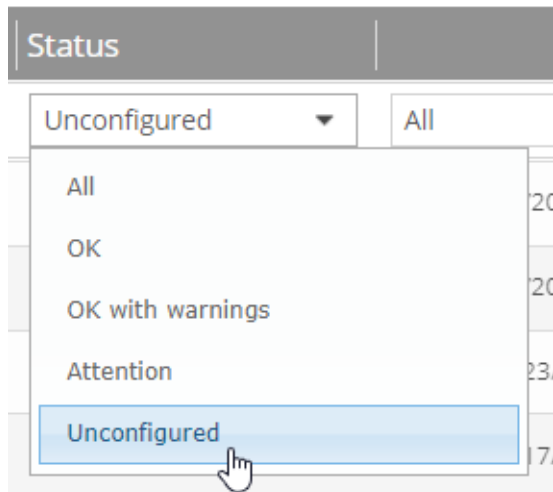 Status
Unconfigured
All
All
OK
OK with warnings
Attention
Unconfigured